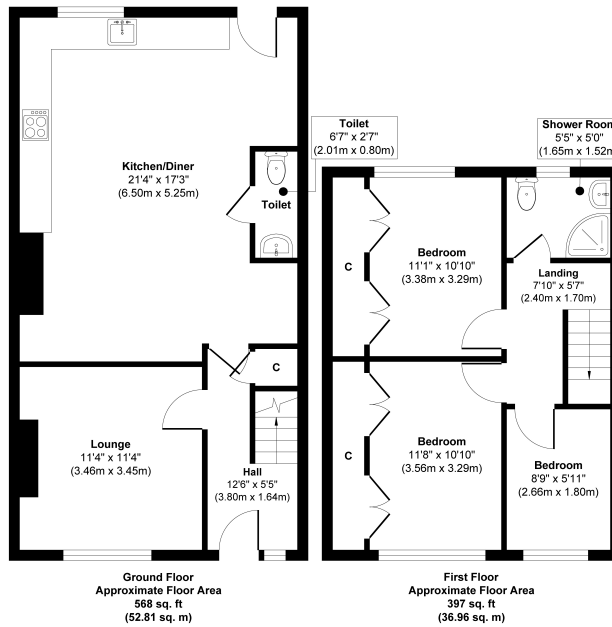 Kitchen/Diner
21'4" x 17'3"
(6.50m x 5.25m)
Toilet
C
Lounge
11'4" x 11'4"
(3.46m x 3.45m)
Hall
12'6" x 5'5"
(3.80m x 1.64m)
Ground Floor
Approximate Floor Area
568 sq. ft
(52.81 sq. m)
Toilet
6'7" x 2'7"
(2.01m x 0.80m)
Shower Room
5'5" x 5'0"
(1.65m x 1.52m
C
Bedroom
11'1" x 10'10"
(3.38m x 3.29m)
Landing
7'10" x 5'7"
(2.40m x 1.70m)
C
Bedroom
11'8" x 10'10"
(3.56m x 3.29m)
Bedroom
8'9" x 5'11"
(2.66m x 1.80m)
First Floor
Approximate Floor Area
397 sq. ft
(36.96 sq. m)